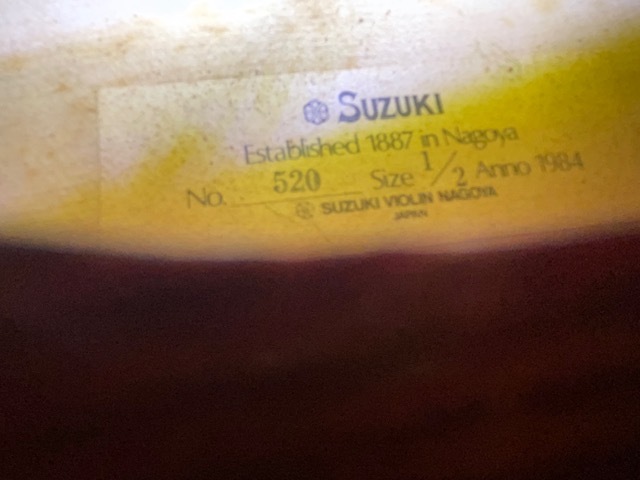 SUZUKI
Established 1887 in Nagoya
No. 520 Size 1/2 Anno 1984
SUZUKI VIOLIN NAGOYA
JAPAN